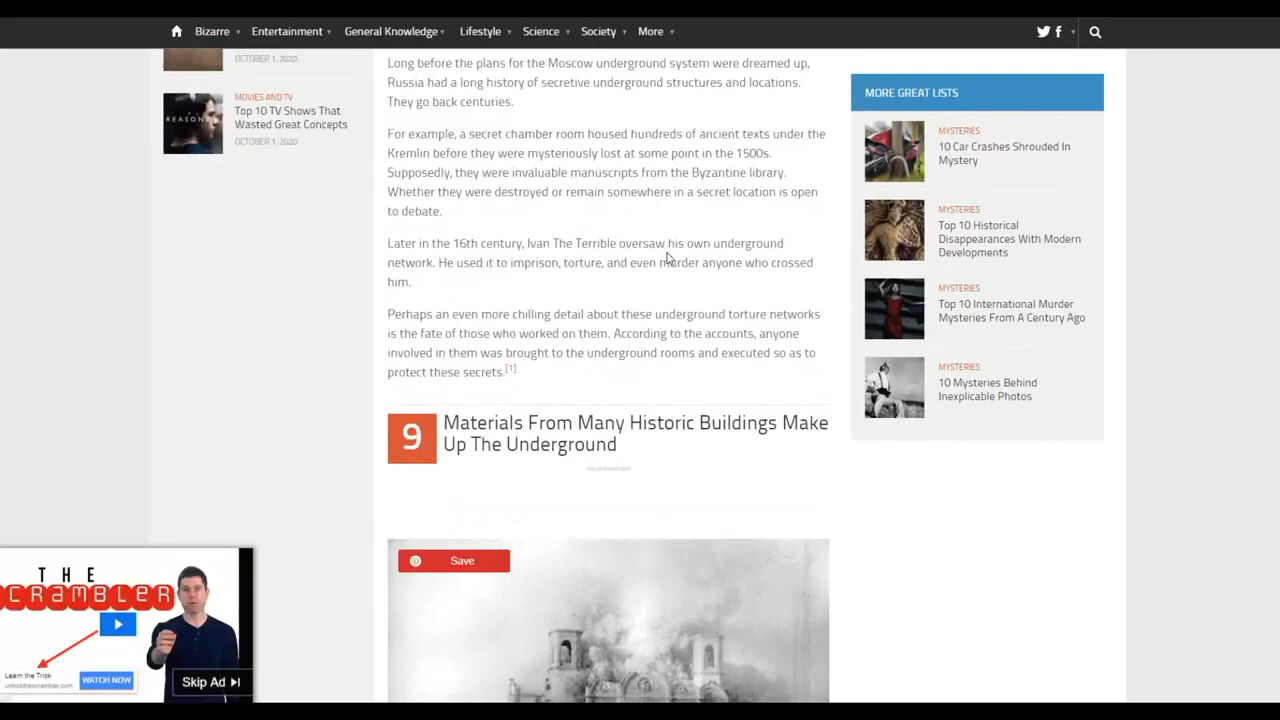 Bizarre
Entertainment
General Knowledge
Lifestyle
Science
Society
More
OCTOBER 1, 2020
MOVIES AND TV
Top 10 TV Shows That
Wasted Great Concepts
OCTOBER 1, 2020
REASON
Long before the plans for the Moscow underground system were dreamed up,
Russia had a long history of secretive underground structures and locations.
They go back centuries.
For example, a secret chamber room housed hundreds of ancient texts under the
Kremlin before they were mysteriously lost at some point in the 1500s.
Supposedly, they were invaluable manuscripts from the Byzantine library.
Whether they were destroyed or remain somewhere in a secret location is open
to debate.
Later in the 16th century, Ivan The Terrible oversaw his own underground
network. He used it to imprison, torture, and even murder anyone who crossed
him.
Perhaps an even more chilling detail about these underground torture networks
is the fate of those who worked on them. According to the accounts, anyone
involved in them was brought to the underground rooms and executed so as to
protect these secrets.[1]
9
Materials From Many Historic Buildings Make
Up The Underground
Advertisement
Save
MORE GREAT LISTS
MYSTERIES
10 Car Crashes Shrouded In
Mystery
MYSTERIES
Top 10 Historical
Disappearances With Modern
Developments
MYSTERIES
Top 10 International Murder
Mysteries From A Century Ago
MYSTERIES
10 Mysteries Behind
Inexplicable Photos
THE
CRAMBLER
Learn the Trick
unlockthescrambler.com
WATCH NOW
Skip Ad